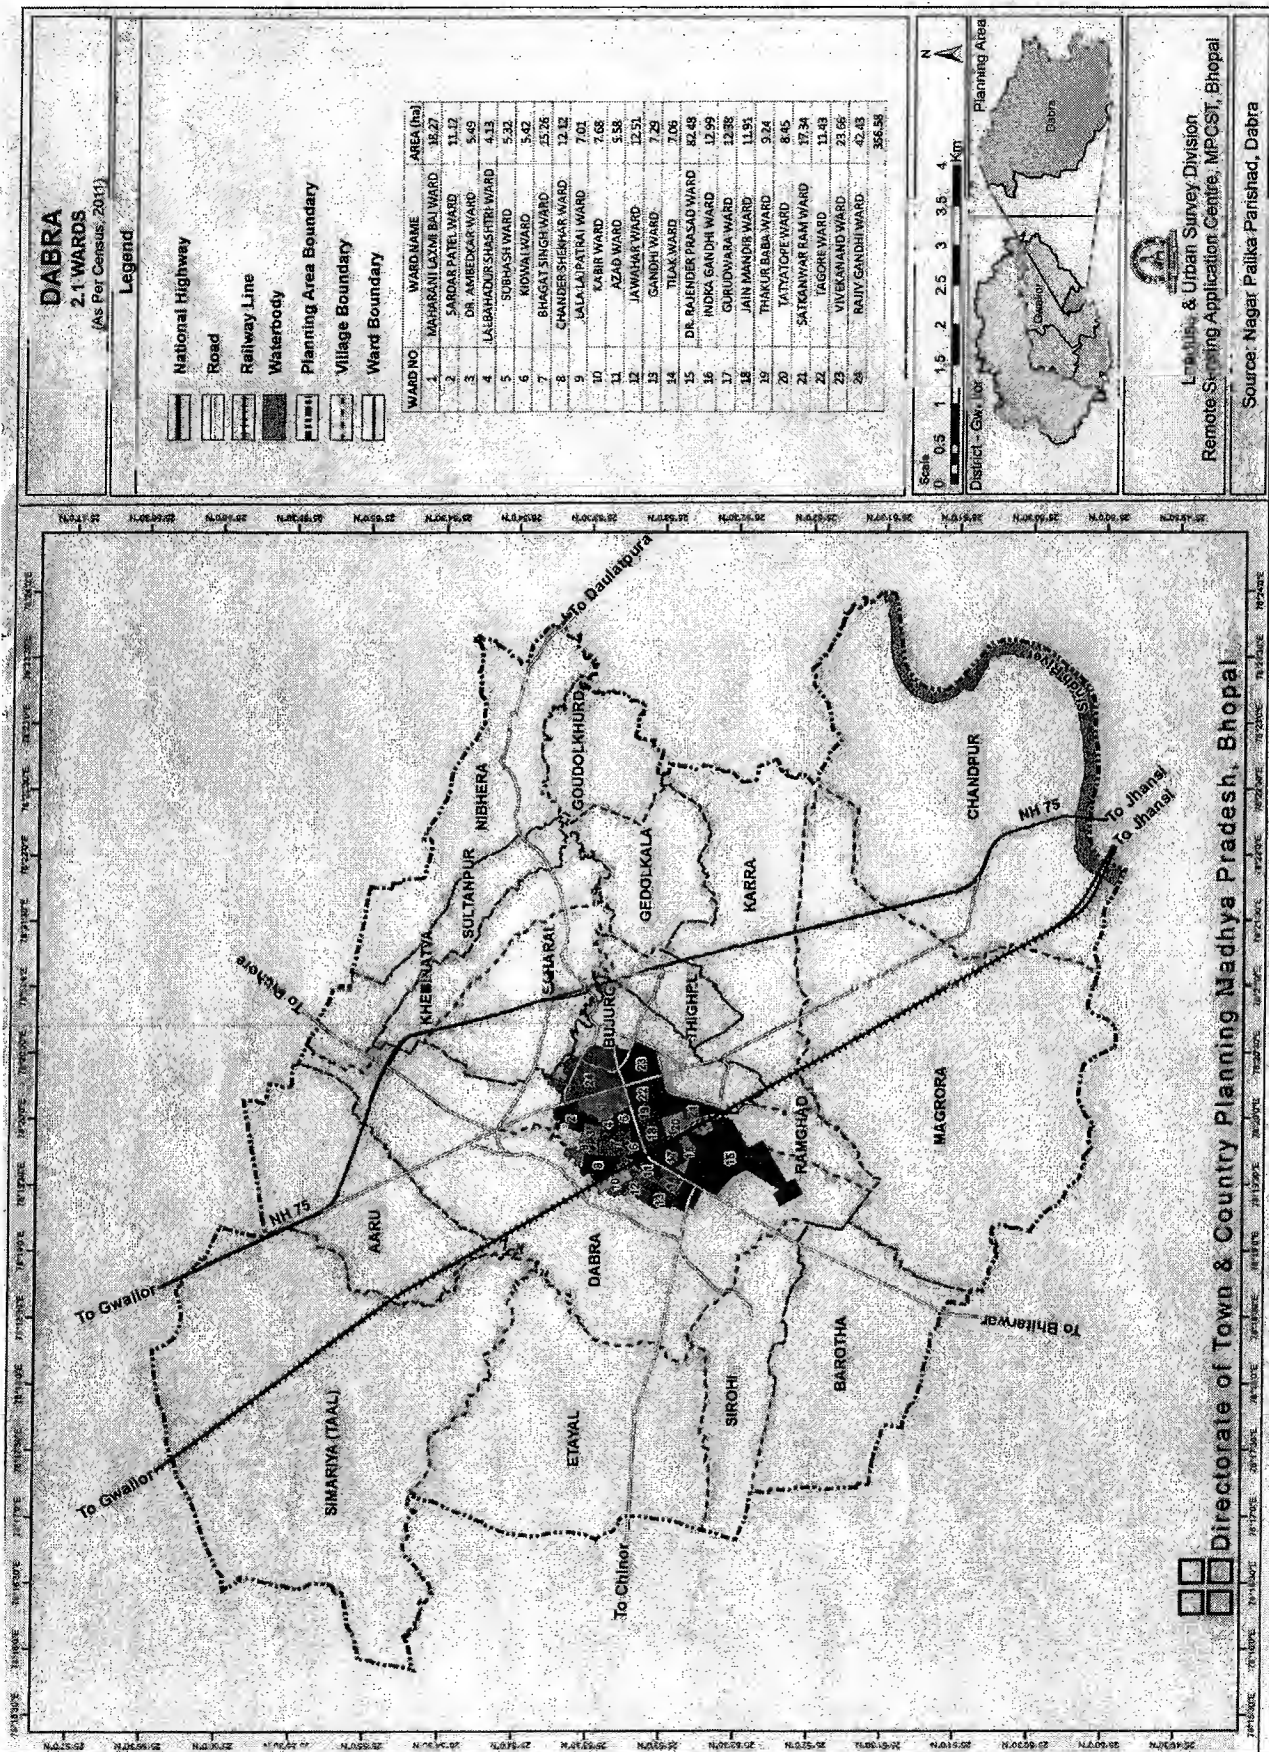 DABRA
2.1 WARDS
(As Per Census-2011)
Legend
National Highway
Road
Railway Line
Waterbody
Planning Area Boundary
Village Boundary
Ward Boundary
WARD NO. WARD NAME AREA (ha)
1 MAHARANI LAXMI BAI WARD 18.27
2 SARDAR PATEL WARD 11.12
3 DR. AMBEDKAR WARD 5.49
4 LALBAHADUR SHASHTRI WARD 4.13
5 SUBHASH WARD 5.32
6 KIDWAI WARD 5.42
7 BHAGAT SINGH WARD 15.26
8 CHANDER SHEKHAR WARD 12.12
9 LALA LAJPATRAI WARD 7.01
10 KABIR WARD 7.68
11 AZAD WARD 5.58
12 JAWAHAR WARD 12.51
13 GANDHI WARD 7.29
14 TILAK WARD 7.06
15 DR. RAJENDER PRASAD WARD 82.48
16 INDRA GANDHI WARD 12.99
17 GURUDWARA WARD 12.38
18 JAIN MANDIR WARD 11.91
19 THAKUR BABA WARD 9.24
20 TATYATOPE WARD 8.45
21 SATKANWAR RAM WARD 17.34
22 TAGORE WARD 11.43
23 VIVEKANAND WARD 23.66
24 RAJIV GANDHI WARD 42.43
356.58
Scale
0 0.5 1 1.5 2 2.5 3 3.5 4
Km
N
District - Gwalior
Planning Area
Gwalior
Dabra
Landuse & Urban Survey Division
Remote Sensing Application Centre, MPCST, Bhopal
Source: Nagar Palika Parishad, Dabra
To Gwalior
To Gwalior
NH 75
To Pichhore
To Daulatpura
SIMARIYA (TAAL)
AARU
KHERINATVA
SULTANPUR
NIBHERA
ESHARAI
GOUDOLKHURD
ETAYAL
DABRA
BUJURG
GEDOLKALA
THIGHPI
KARRA
To Chinor
SIROHI
RAMGHAD
BAROTHA
MAGRORA
CHANDPUR
Sindh River
NH 75
To Bhitarwar
To Jhansi
To Jhansi
Directorate of Town & Country Planning Madhya Pradesh, Bhopal